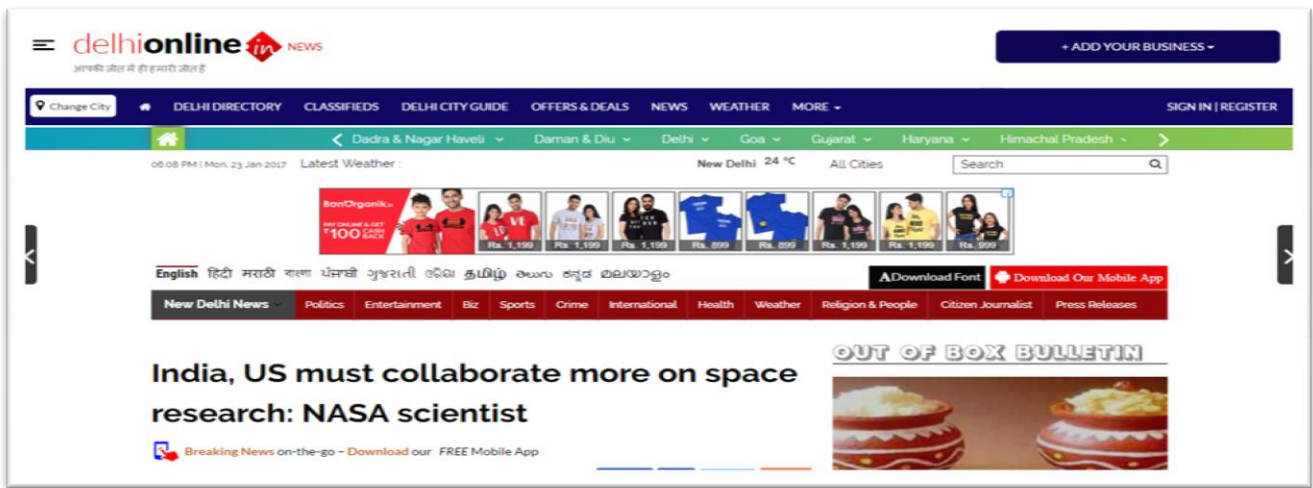 delhionline in NEWS
आपकी जीत में ही हमारी जीत है
+ ADD YOUR BUSINESS
Change City DELHI DIRECTORY CLASSIFIEDS DELHI CITY GUIDE OFFERS & DEALS NEWS WEATHER MORE SIGN IN | REGISTER
Dadra & Nagar Haveli Daman & Diu Delhi Goa Gujarat Haryana Himachal Pradesh
06:08 PM | Mon, 23 Jan 2017 Latest Weather : New Delhi 24 °C All Cities Search
BonOrganik.in
PAY ONLINE & GET
₹100 CASH BACK
Rs. 1,199 Rs. 1,199 Rs. 1,199 Rs. 899 Rs. 899 Rs. 1,199 Rs. 1,199 Rs. 999
English हिंदी मराठी বাংলা ਪੰਜਾਬੀ ગુજરાતી ଓଡ଼ିଆ தமிழ் తెలుగు ಕನ್ನಡ മലയാളം
A Download Font Download Our Mobile App
New Delhi News Politics Entertainment Biz Sports Crime International Health Weather Religion & People Citizen Journalist Press Releases
India, US must collaborate more on space
research: NASA scientist
Breaking News on-the-go – Download our FREE Mobile App
OUT OF BOX BULLETIN